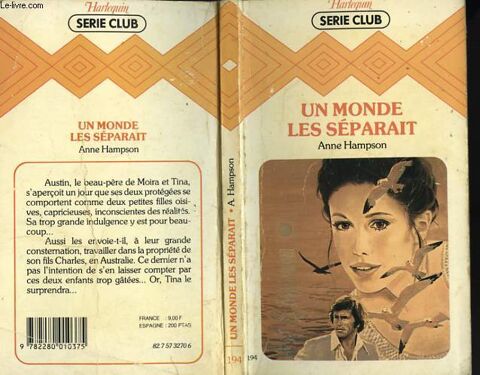 Le-livre.com
Harlequin
SERIE CLUB
UN MONDE
LES SÉPARAIT
Anne Hampson
Austin, le beau-père de Moira et Tina,
s'aperçoit un jour que ses deux protégées se
comportent comme deux petites filles oisi-
ves, capricieuses, inconscientes des réalités.
Sa trop grande indulgence y est pour beau-
coup...
Aussi les envoie-t-il, à leur grande
consternation, travailler dans la propriété de
son fils Charles, en Australie. Ce dernier n'a
pas l'intention de s'en laisser compter par
ces deux enfants trop gâtées... Or, Tina le
surprendra...
FRANCE : 9,00 F
ESPAGNE : 200 PTAS
9 782280 010375
82.7 57 3270 6
UN MONDE LES SÉPARAIT • A. Hampson
194
Harlequin
SERIE CLUB
UN MONDE
LES SÉPARAIT
Anne Hampson
194